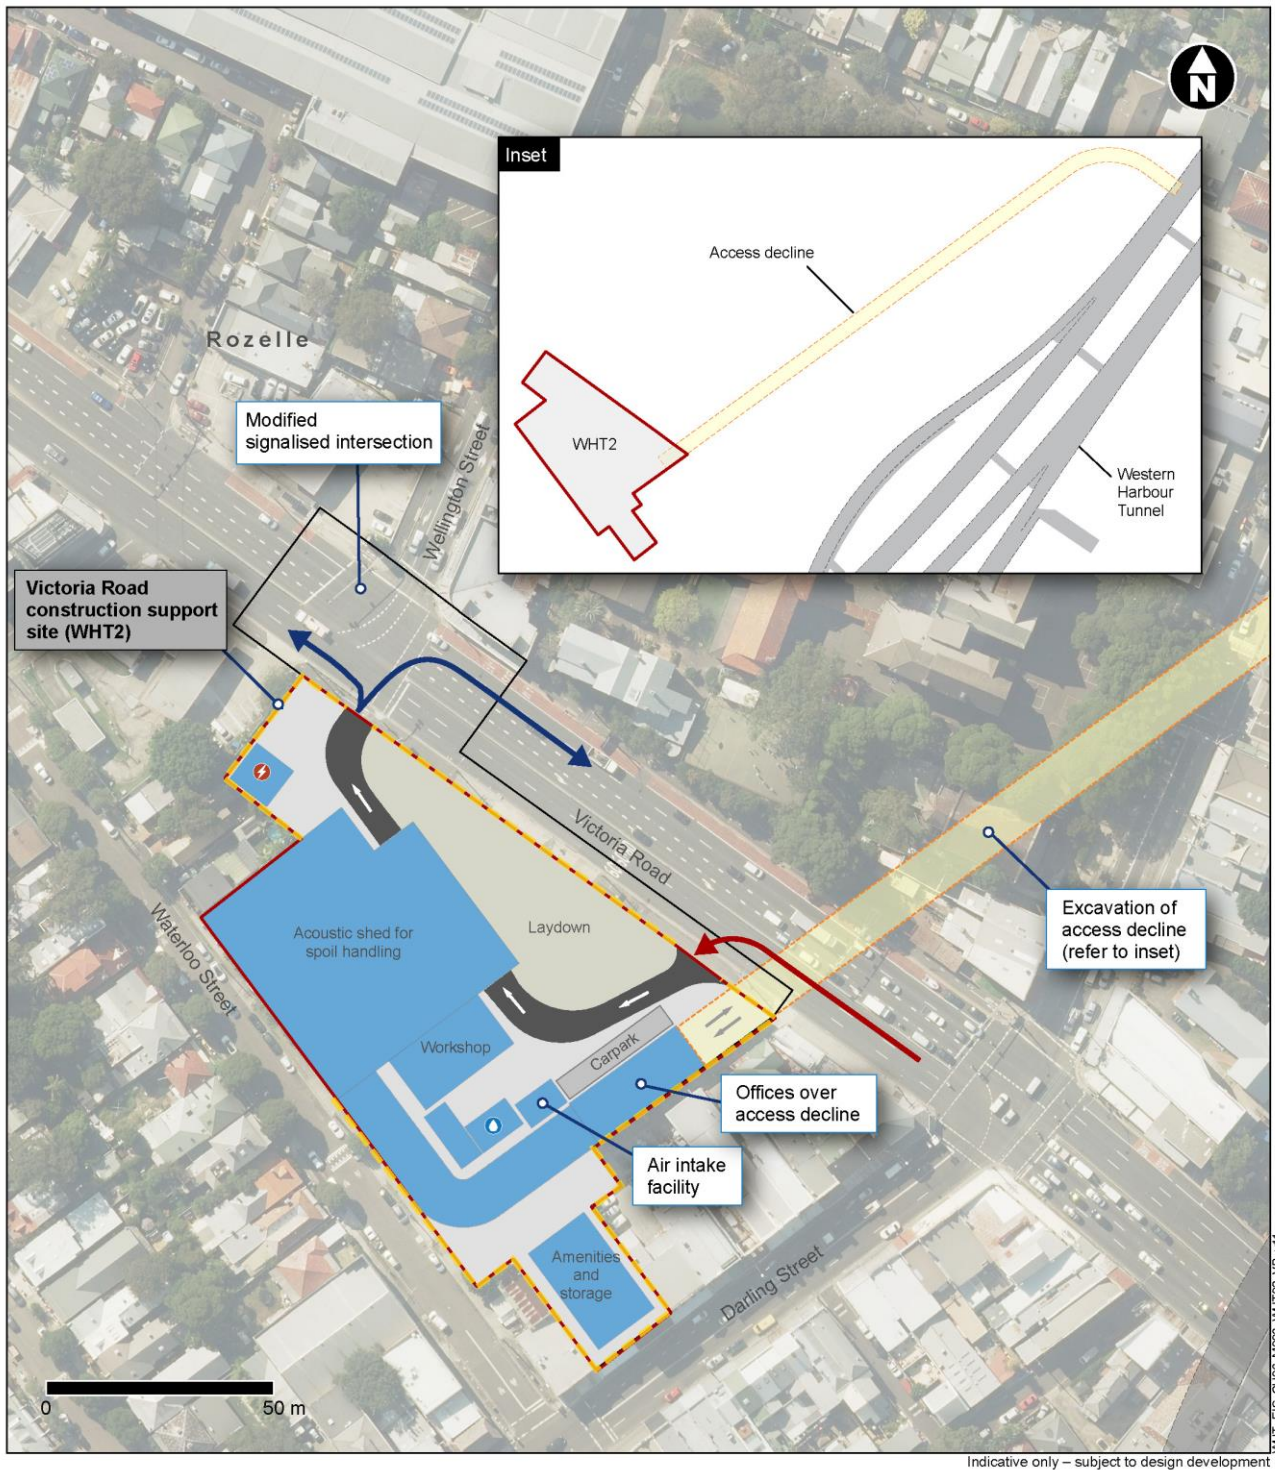 N
Inset
Access decline
WHT2
Western
Harbour
Tunnel
Rozelle
Modified
signalised intersection
Wellington Street
Victoria Road
construction support
site (WHT2)
Victoria Road
Waterloo Street
Laydown
Acoustic shed for
spoil handling
Excavation of
access decline
(refer to inset)
Workshop
Carpark
Offices over
access decline
Air intake
facility
Amenities
and
storage
Darling Street
0 50 m
Indicative only – subject to design development